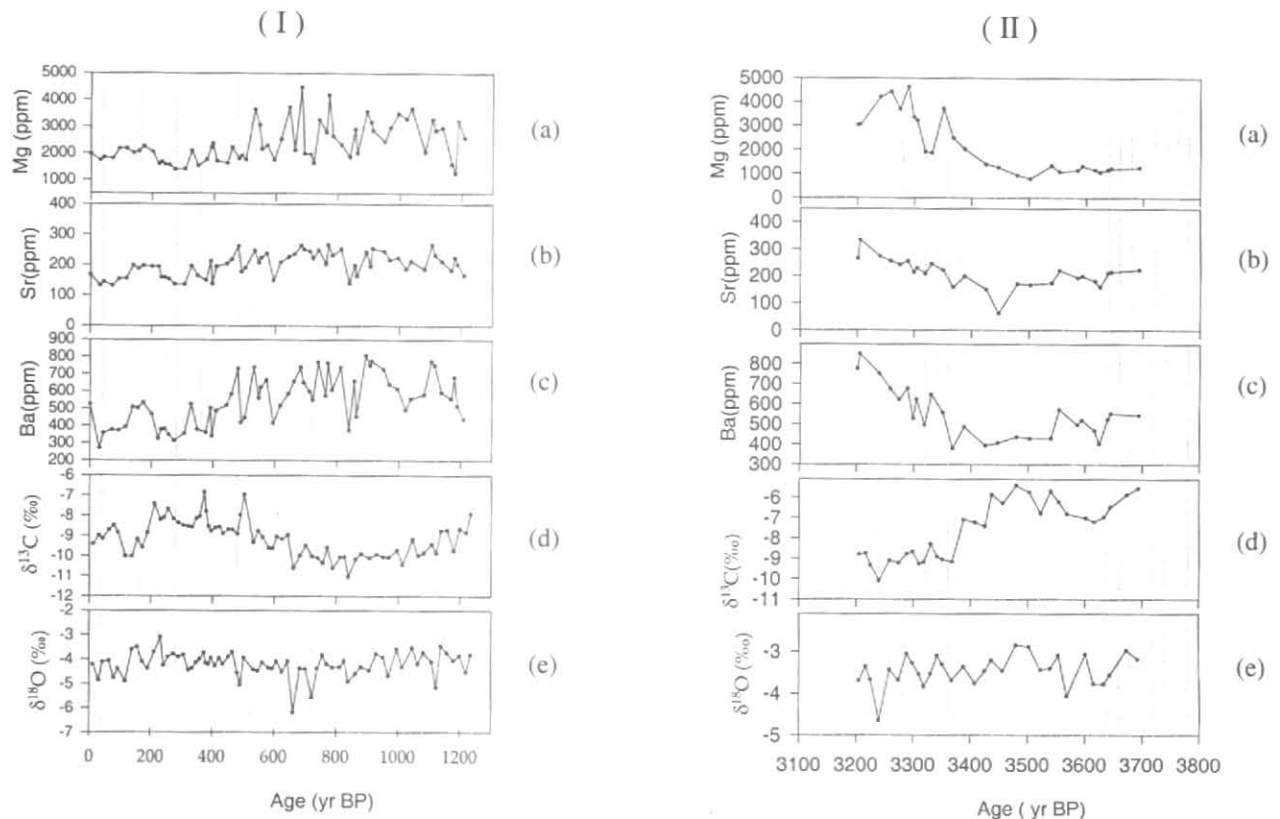 ( I )
Mg (ppm)
5000
4000
3000
2000
1000
(a)
Sr(ppm)
400
300
200
100
0
(b)
Ba(ppm)
900
800
700
600
500
400
300
200
(c)
δ13C (‰)
-6
-7
-8
-9
-10
-11
-12
(d)
δ18O (‰)
-2
-3
-4
-5
-6
-7
(e)
0 200 400 600 800 1000 1200
Age (yr BP)
( II )
Mg (ppm)
5000
4000
3000
2000
1000
0
(a)
Sr(ppm)
400
300
200
100
0
(b)
Ba(ppm)
800
700
600
500
400
300
(c)
δ13C(‰)
-6
-7
-8
-9
-10
-11
(d)
δ18O (‰)
-3
-4
-5
(e)
3100 3200 3300 3400 3500 3600 3700 3800
Age ( yr BP)